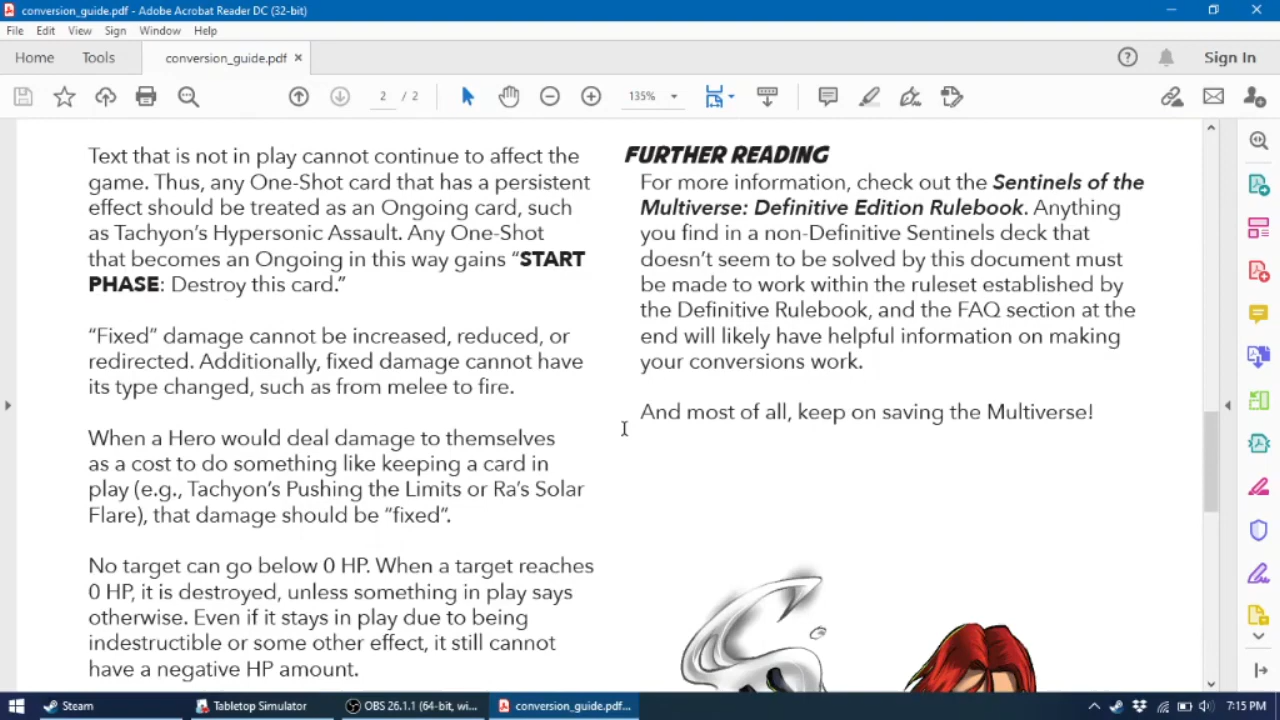 conversion_guide.pdf - Adobe Acrobat Reader DC (32-bit)
File Edit View Sign Window Help
Home Tools conversion_guide.pdf × Sign In
2 / 2 135%
Text that is not in play cannot continue to affect the
game. Thus, any One-Shot card that has a persistent
effect should be treated as an Ongoing card, such
as Tachyon’s Hypersonic Assault. Any One-Shot
that becomes an Ongoing in this way gains “START
PHASE: Destroy this card.”
“Fixed” damage cannot be increased, reduced, or
redirected. Additionally, fixed damage cannot have
its type changed, such as from melee to fire.
When a Hero would deal damage to themselves
as a cost to do something like keeping a card in
play (e.g., Tachyon’s Pushing the Limits or Ra’s Solar
Flare), that damage should be “fixed”.
No target can go below 0 HP. When a target reaches
0 HP, it is destroyed, unless something in play says
otherwise. Even if it stays in play due to being
indestructible or some other effect, it still cannot
have a negative HP amount.
FURTHER READING
For more information, check out the Sentinels of the
Multiverse: Definitive Edition Rulebook. Anything
you find in a non-Definitive Sentinels deck that
doesn’t seem to be solved by this document must
be made to work within the ruleset established by
the Definitive Rulebook, and the FAQ section at the
end will likely have helpful information on making
your conversions work.
And most of all, keep on saving the Multiverse!
Steam Tabletop Simulator OBS 26.1.1 (64-bit, wi... conversion_guide.pdf... 7:15 PM